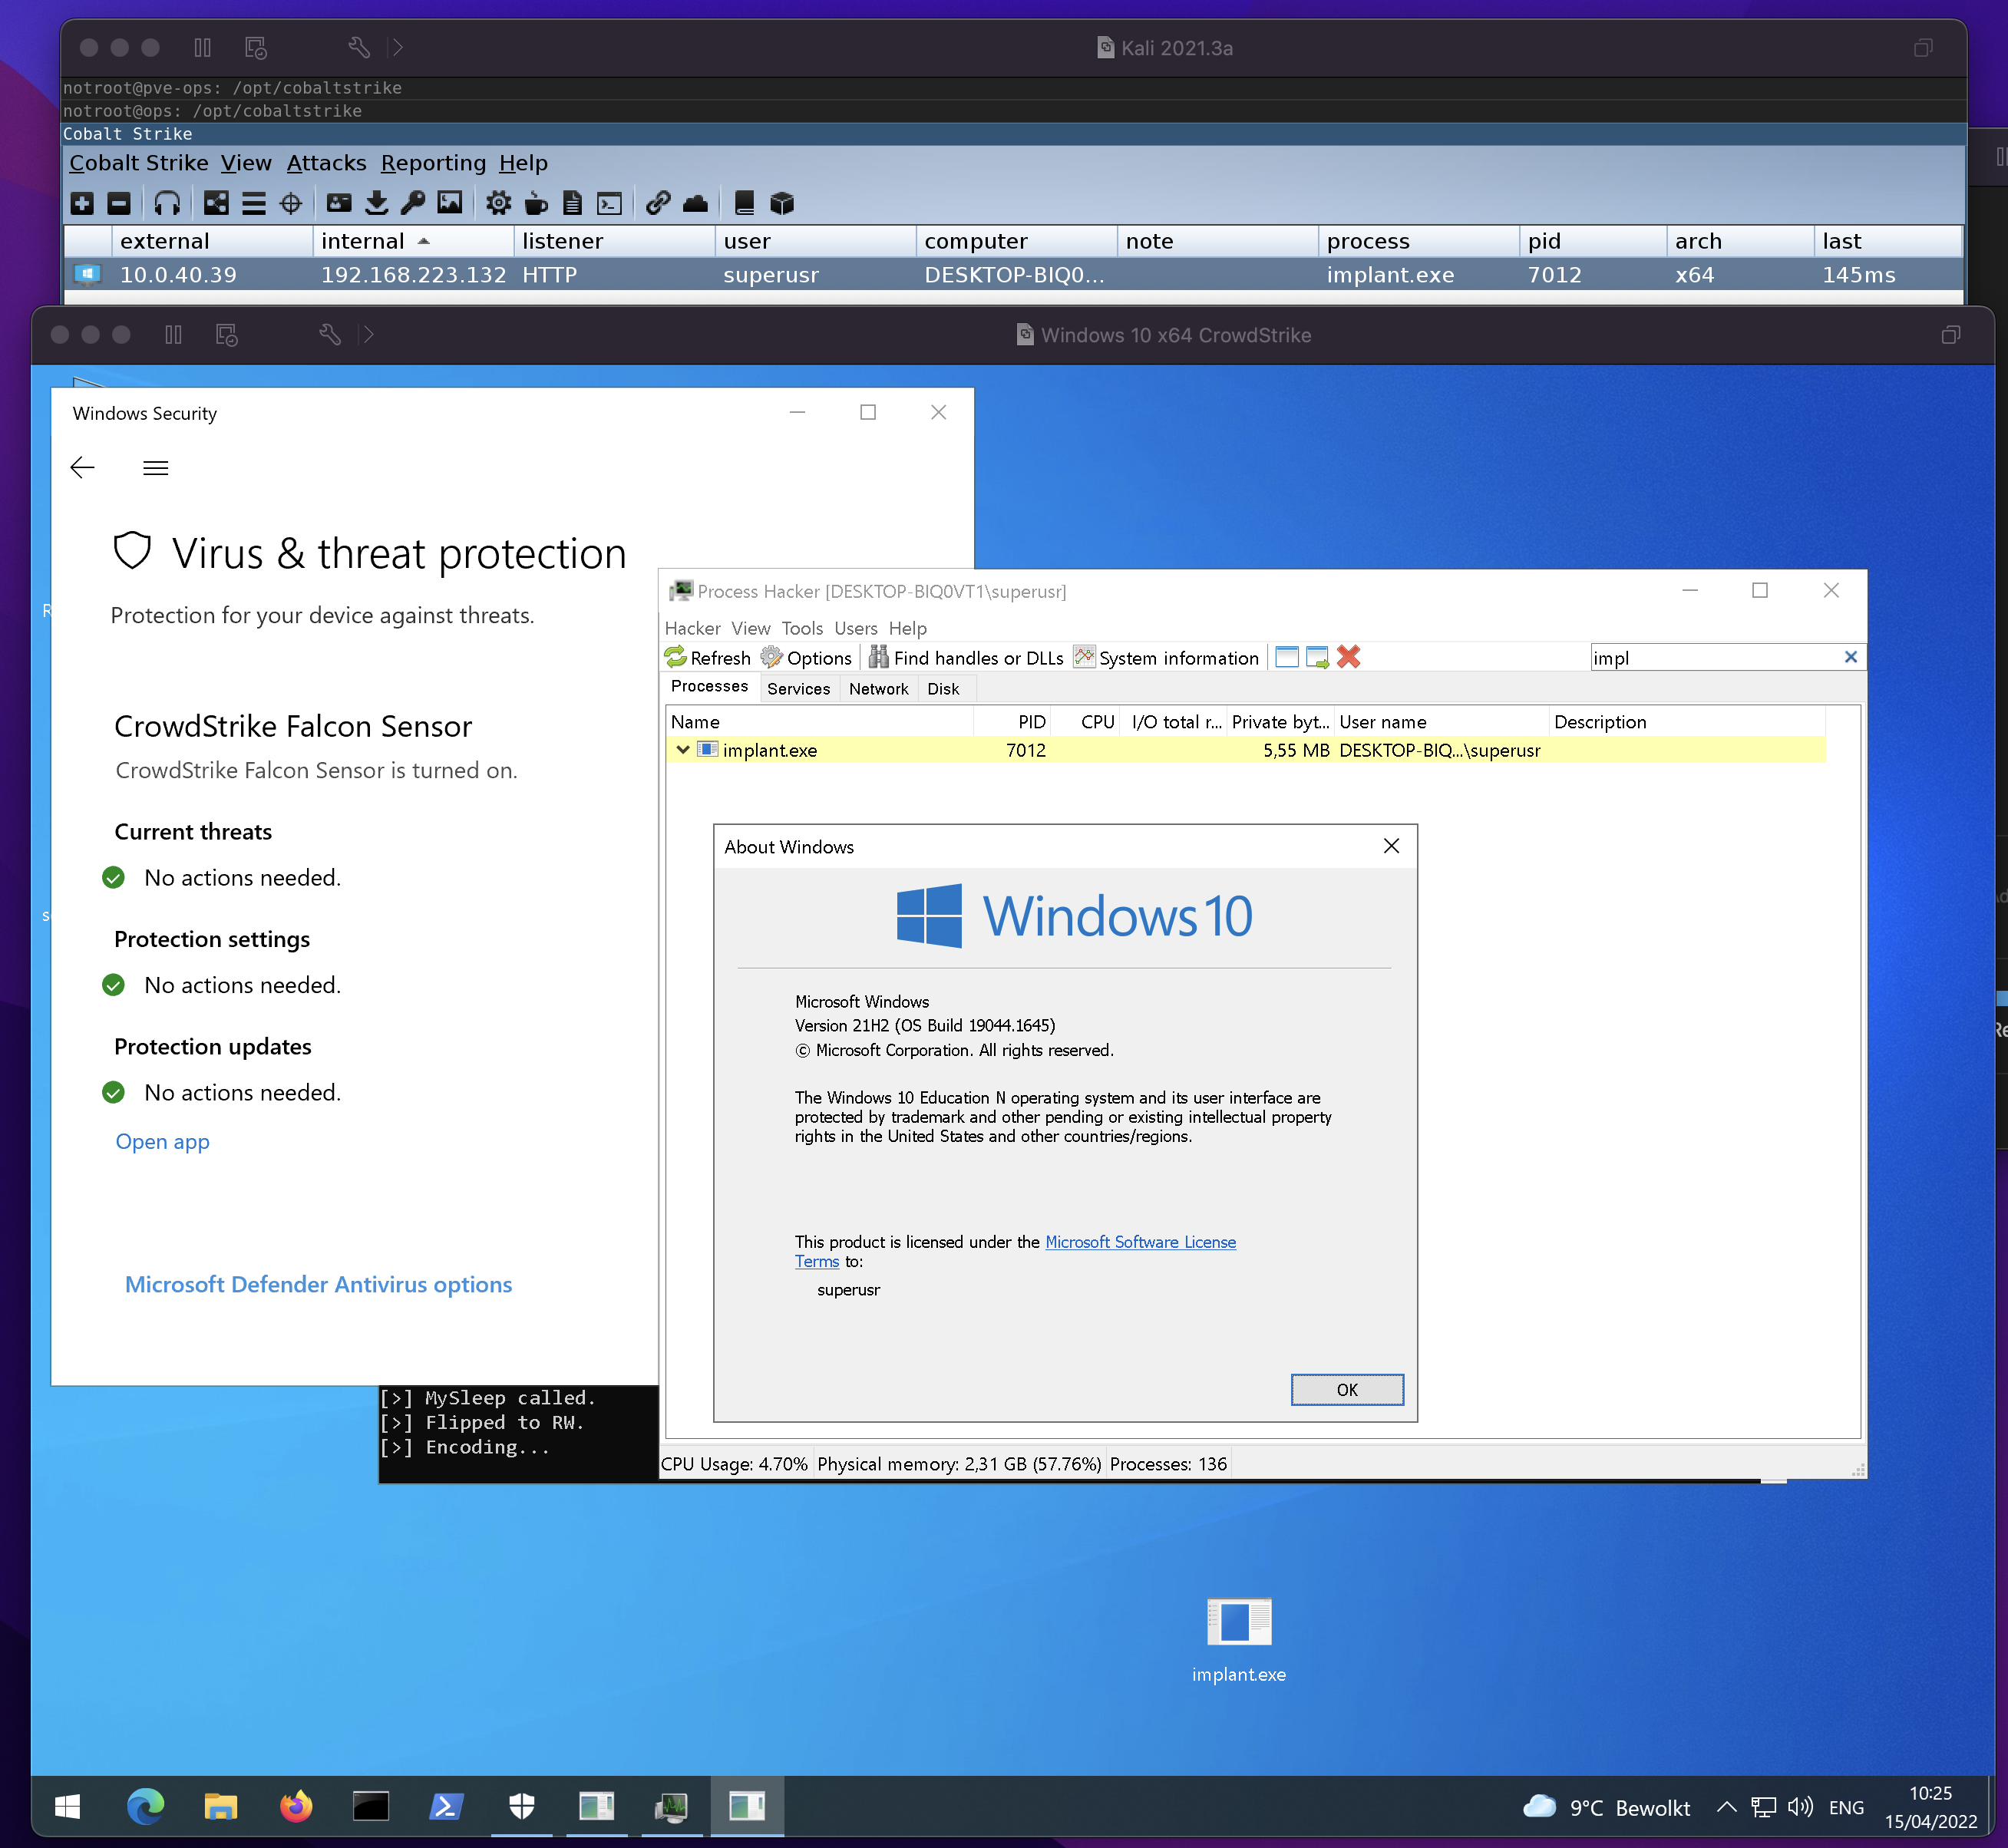 Kali 2021.3a
notroot@pve-ops: /opt/cobaltstrike
notroot@ops: /opt/cobaltstrike
Cobalt Strike
Cobalt Strike View Attacks Reporting Help
external internal listener user computer note process pid arch last
10.0.40.39 192.168.223.132 HTTP superusr DESKTOP-BIQ0... implant.exe 7012 x64 145ms
Windows 10 x64 CrowdStrike
Windows Security
Virus & threat protection
Protection for your device against threats.
CrowdStrike Falcon Sensor
CrowdStrike Falcon Sensor is turned on.
Current threats
No actions needed.
Protection settings
No actions needed.
Protection updates
No actions needed.
Open app
Microsoft Defender Antivirus options
Process Hacker [DESKTOP-BIQ0VT1\superusr]
Hacker View Tools Users Help
Refresh Options Find handles or DLLs System information impl
Processes Services Network Disk
Name PID CPU I/O total r... Private byt... User name Description
implant.exe 7012 5,55 MB DESKTOP-BIQ...\superusr
About Windows
Windows 10
Microsoft Windows
Version 21H2 (OS Build 19044.1645)
© Microsoft Corporation. All rights reserved.
The Windows 10 Education N operating system and its user interface are
protected by trademark and other pending or existing intellectual property
rights in the United States and other countries/regions.
This product is licensed under the Microsoft Software License
Terms to:
superusr
OK
[>] MySleep called.
[>] Flipped to RW.
[>] Encoding...
CPU Usage: 4.70% Physical memory: 2,31 GB (57.76%) Processes: 136
implant.exe
9°C Bewolkt ENG
10:25
15/04/2022